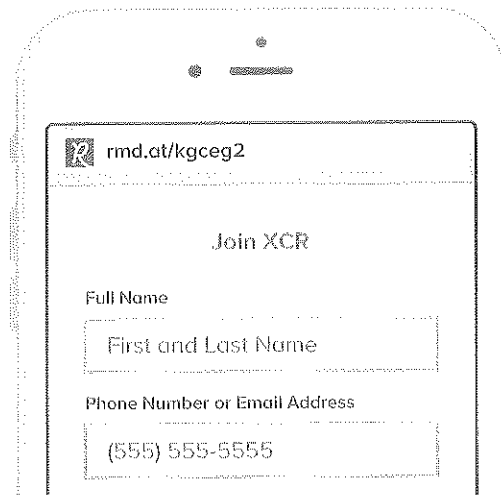 rmd.at/kgceg2
Join XCR
Full Name
First and Last Name
Phone Number or Email Address
(555) 555-5555